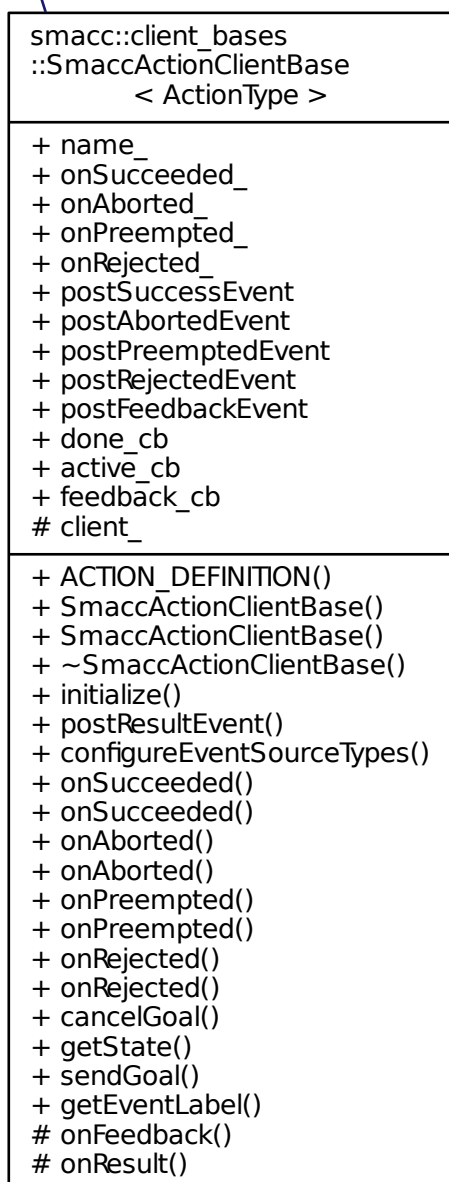 smacc::client_bases
::SmaccActionClientBase
< ActionType >
+ name_
+ onSucceeded_
+ onAborted_
+ onPreempted_
+ onRejected_
+ postSuccessEvent
+ postAbortedEvent
+ postPreemptedEvent
+ postRejectedEvent
+ postFeedbackEvent
+ done_cb
+ active_cb
+ feedback_cb
# client_
+ ACTION_DEFINITION()
+ SmaccActionClientBase()
+ SmaccActionClientBase()
+ ~SmaccActionClientBase()
+ initialize()
+ postResultEvent()
+ configureEventSourceTypes()
+ onSucceeded()
+ onSucceeded()
+ onAborted()
+ onAborted()
+ onPreempted()
+ onPreempted()
+ onRejected()
+ onRejected()
+ cancelGoal()
+ getState()
+ sendGoal()
+ getEventLabel()
# onFeedback()
# onResult()